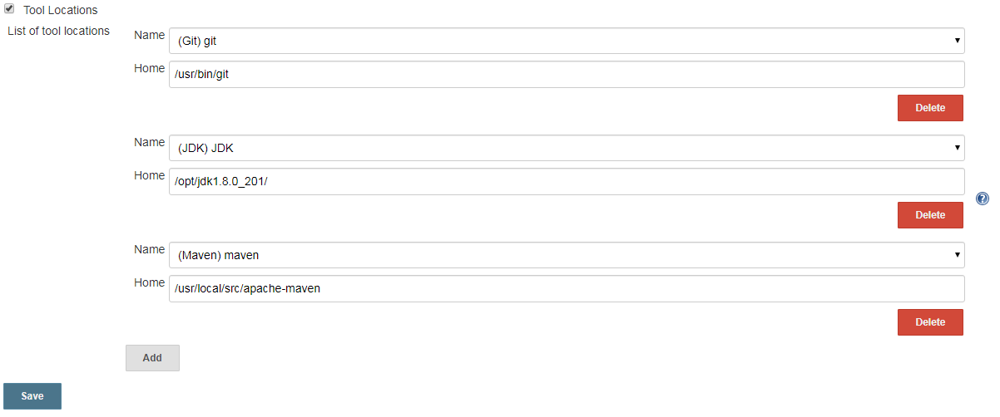 Tool Locations
List of tool locations
Name (Git) git
Home /usr/bin/git
Delete
Name (JDK) JDK
Home /opt/jdk1.8.0_201/
?
Delete
Name (Maven) maven
Home /usr/local/src/apache-maven
Delete
Add
Save